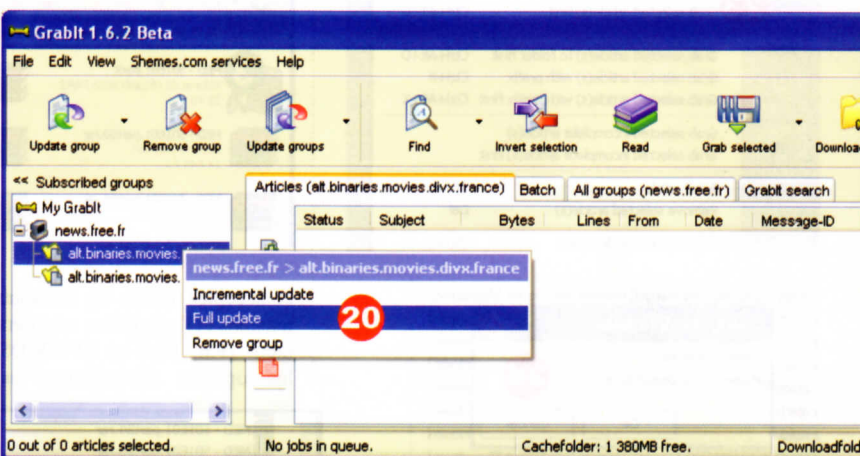 GrabIt 1.6.2 Beta
File Edit View Shemes.com services Help
Update group Remove group Update groups Find Invert selection Read Grab selected
<< Subscribed groups
Articles (alt.binaries.movies.divx.france) Batch All groups (news.free.fr) GrabIt search
My GrabIt
Status Subject Bytes Lines From Date Message-ID
news.free.fr
alt.binaries.movies.
alt.binaries.movies.
news.free.fr > alt.binaries.movies.divx.france
Incremental update
Full update 20
Remove group
0 out of 0 articles selected. No jobs in queue. Cachefolder: 1 380MB free. Downloadfold